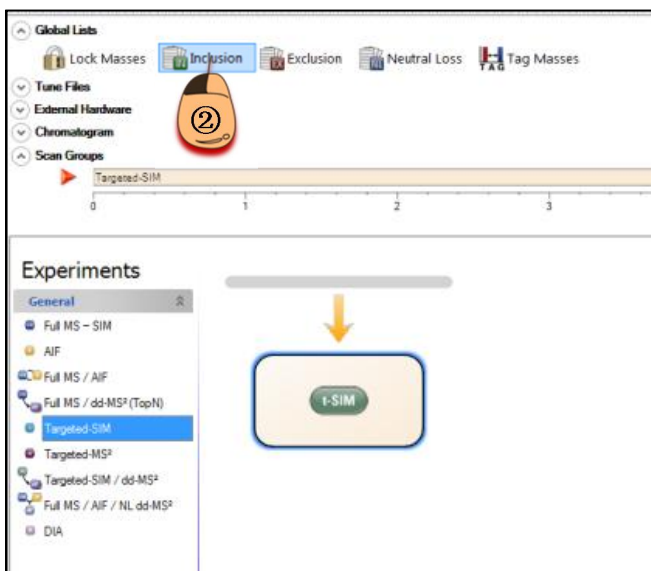 Global Lists
Lock Masses Inclusion Exclusion Neutral Loss TAG Tag Masses
Tune Files
External Hardware
②
Chromatogram
Scan Groups
Targeted-SIM
0 1 2 3
Experiments
General
Full MS – SIM
AIF
Full MS / AIF
Full MS / dd-MS² (TopN)
Targeted-SIM
t-SIM
Targeted-MS²
Targeted-SIM / dd-MS²
Full MS / AIF / NL dd-MS²
DIA